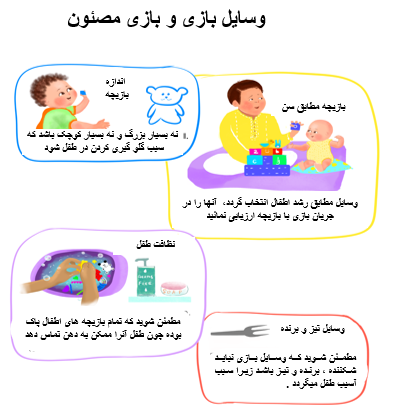 وسایل بازی و بازی مصئون
اندازه
بازیچه
نه بسیار بزرگ و نه بسیار کوچک باشد که
سبب گلو گیری کردن در طفل شود
بازیچه مطابق سن
وسایل مطابق رشد اطفال انتخاب گردد، آنها را در
جریان بازی با بازیچه ارزیابی نمائید
نظافت طفل
مطمئن شوید که تمام بازیچه های اطفال پاک
بوده چون طفل آنرا ممکن به دهن تماس دهد
وسایل تیز و برنده
مطمئن شوید که وسایل بازی نباید
شکننده ، برنده و تیز باشد زیرا سبب
آسیب طفل میگردد .